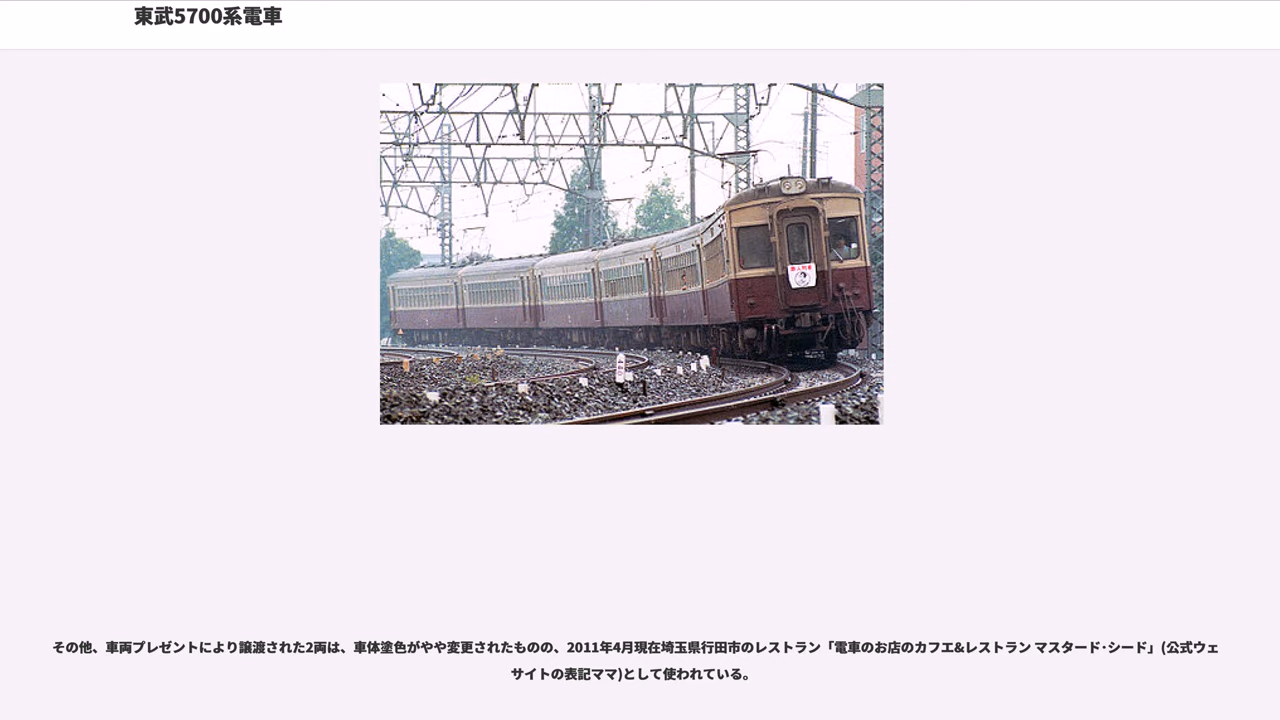 東武5700系電車
その他、車両プレゼントにより譲渡された2両は、車体塗色がやや変更されたものの、2011年4月現在埼玉県行田市のレストラン「電車のお店のカフエ&レストラン マスタード･シード」(公式ウェ
サイトの表記ママ)として使われている。